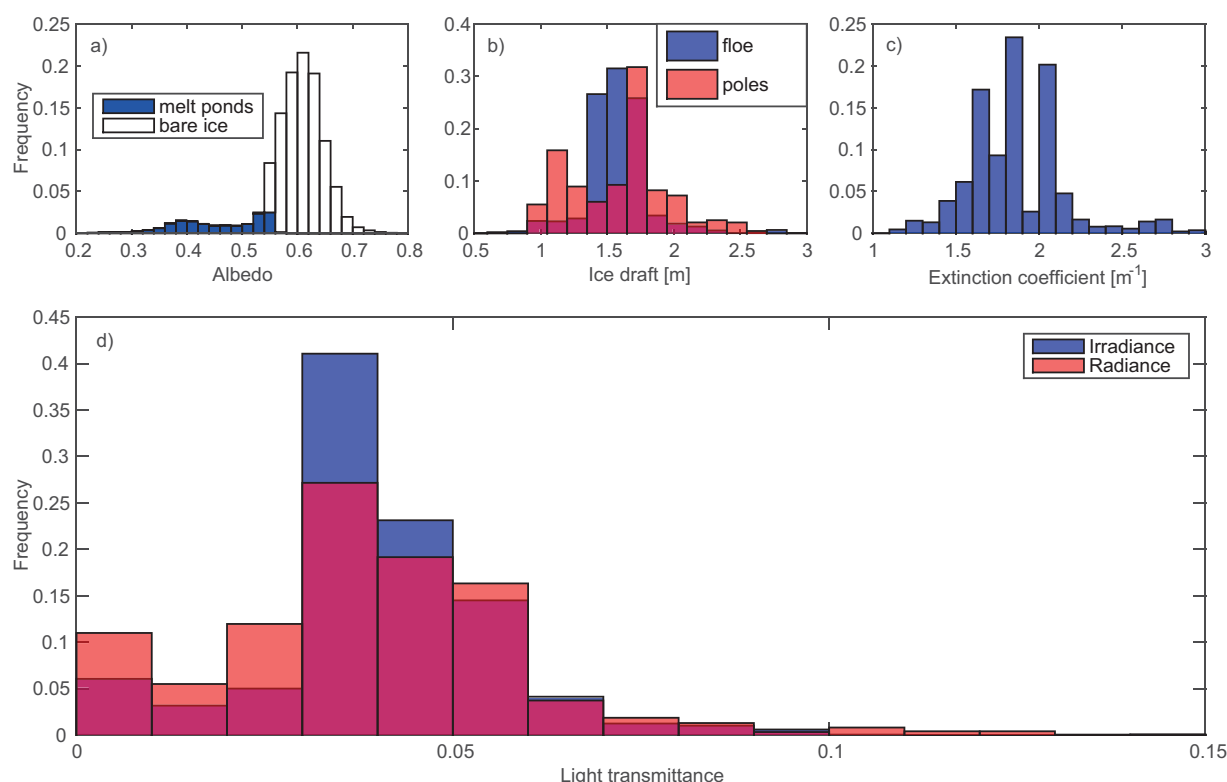 a)
0.25
0.2
0.15
0.1
0.05
0
Frequency
melt ponds
bare ice
0.2 0.3 0.4 0.5 0.6 0.7 0.8
Albedo
b)
0.4
0.3
0.2
0.1
0
floe
poles
0.5 1 1.5 2 2.5 3
Ice draft [m]
c)
0.25
0.2
0.15
0.1
0.05
0
1 1.5 2 2.5 3
Extinction coefficient [m⁻¹]
d)
0.45
0.4
0.35
0.3
0.25
0.2
0.15
0.1
0.05
0
Frequency
Irradiance
Radiance
0 0.05 0.1 0.15
Light transmittance